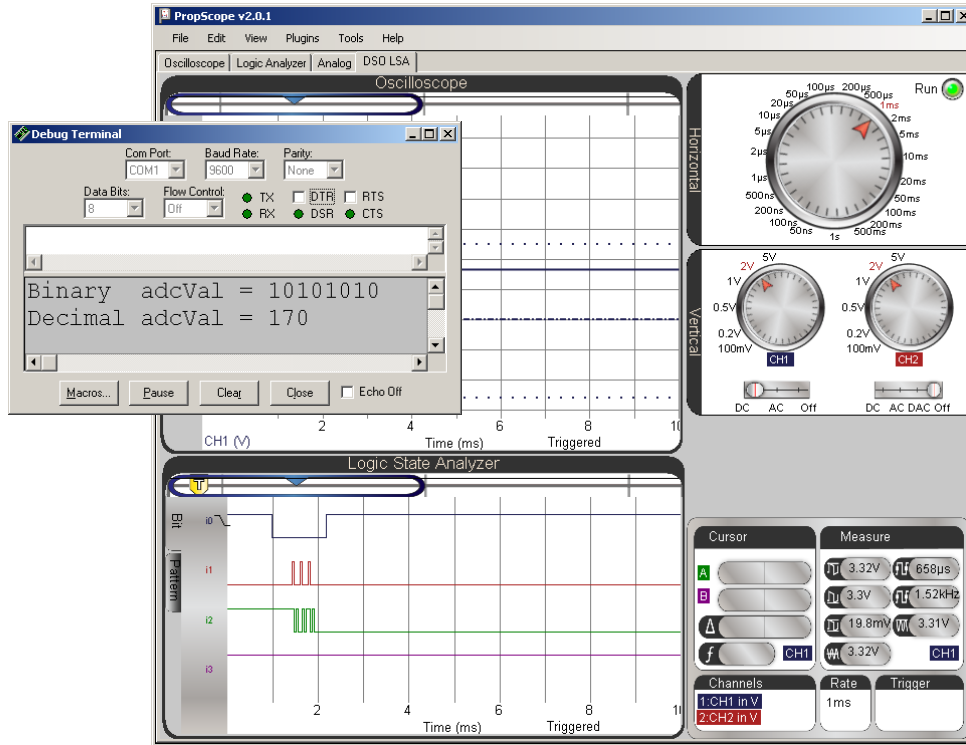 PropScope v2.0.1
File Edit View Plugins Tools Help
Oscilloscope Logic Analyzer Analog DSO LSA
Oscilloscope
CH1 (V)
2 4 6 8 10
Time (ms) Triggered
Debug Terminal
Com Port: Baud Rate: Parity:
COM1 9600 None
Data Bits: Flow Control: TX DTR RTS
8 Off RX DSR CTS
Binary adcVal = 10101010
Decimal adcVal = 170
Macros... Pause Clear Close Echo Off
Horizontal
Run
50ns 100ns 200ns 500ns 1µs 2µs 5µs 10µs 20µs 50µs 100µs 200µs 500µs 1ms 2ms 5ms 10ms 20ms 50ms 100ms 500ms 1s
Vertical
5V 5V
2V 2V
1V 1V
0.5V 0.5V
0.2V 0.2V
100mV 100mV
CH1 CH2
DC AC Off DC AC DAC Off
Logic State Analyzer
T
Bit
Pattern
i0
i1
i2
i3
2 4 6 8
Time (ms) Triggered
Cursor
A
B
Δ
f CH1
Measure
3.32V 658µs
3.3V 1.52kHz
19.8mV 3.31V
3.32V CH1
Channels
1:CH1 in V
2:CH2 in V
Rate
1ms
Trigger